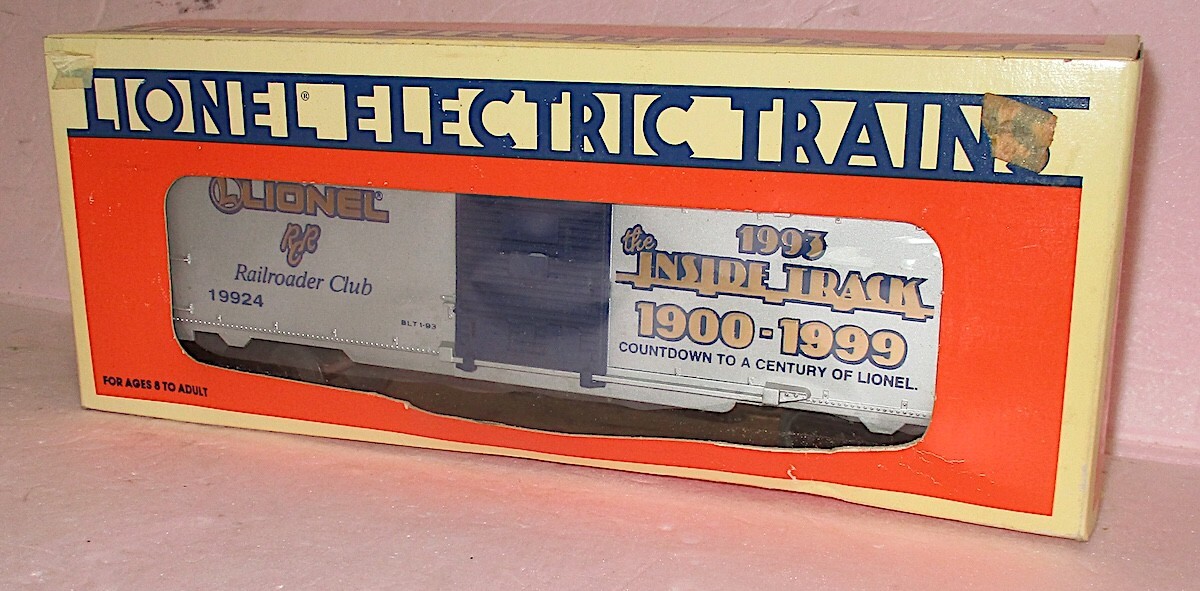 LIONEL® ELECTRIC TRAINS
LIONEL®
RRC
Railroader Club
19924
BLT 1-93
1993
the
INSIDE TRACK
1900-1999
COUNTDOWN TO A CENTURY OF LIONEL.
FOR AGES 8 TO ADULT